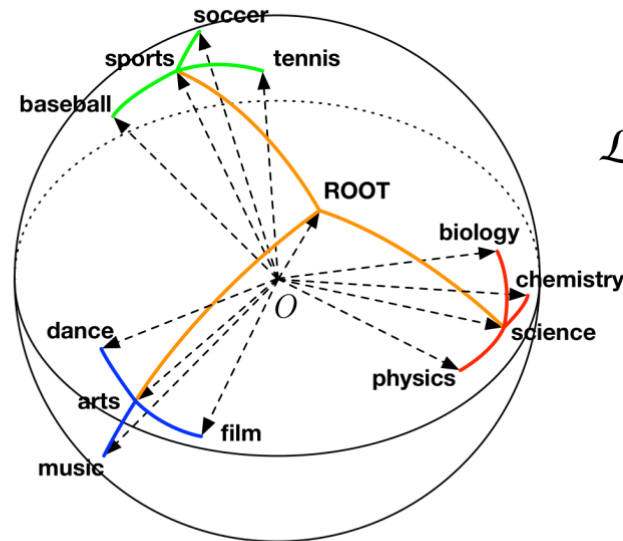 soccer
sports
tennis
baseball
ℒ
ROOT
biology
chemistry
O
science
dance
physics
arts
film
music